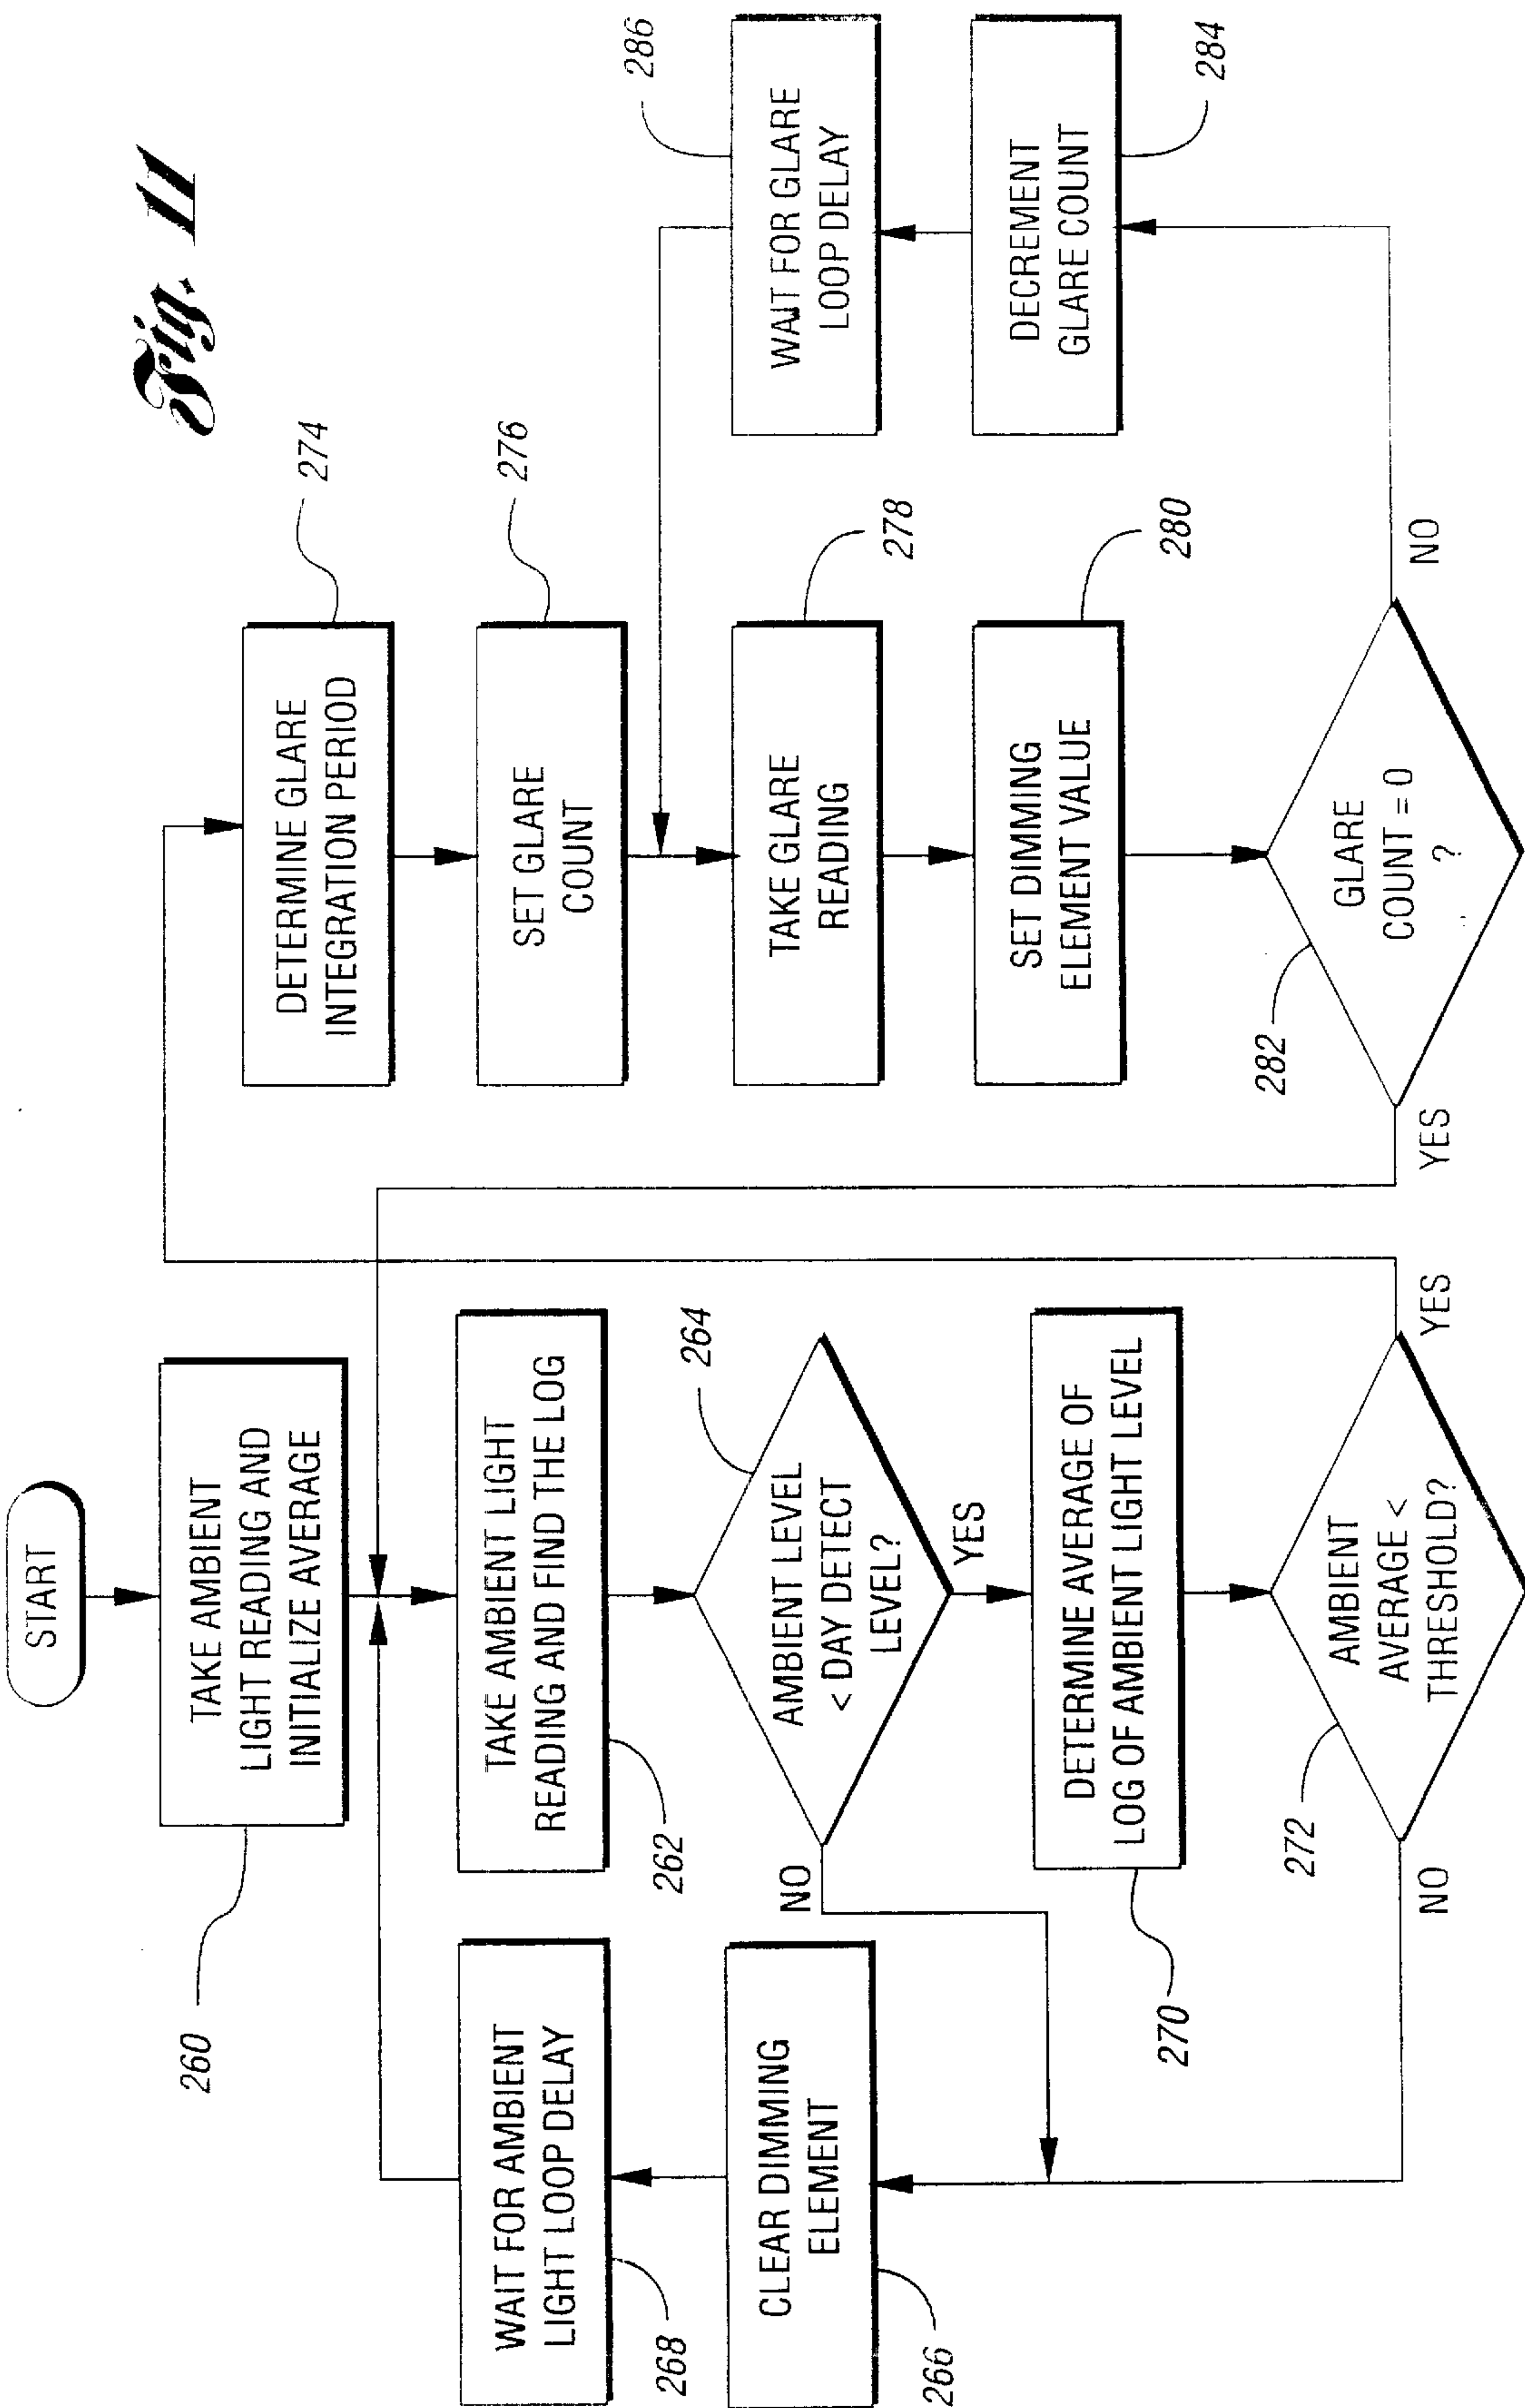 Fig. 11
START
TAKE AMBIENT
LIGHT READING AND
INITIALIZE AVERAGE
260
TAKE AMBIENT LIGHT
READING AND FIND THE LOG
262
AMBIENT LEVEL
< DAY DETECT
LEVEL?
264
NO
YES
WAIT FOR AMBIENT
LIGHT LOOP DELAY
268
CLEAR DIMMING
ELEMENT
266
DETERMINE AVERAGE OF
LOG OF AMBIENT LIGHT LEVEL
270
AMBIENT
AVERAGE <
THRESHOLD?
272
NO
YES
DETERMINE GLARE
INTEGRATION PERIOD
274
SET GLARE
COUNT
276
TAKE GLARE
READING
278
SET DIMMING
ELEMENT VALUE
280
GLARE
COUNT = 0
?
282
YES
NO
DECREMENT
GLARE COUNT
284
WAIT FOR GLARE
LOOP DELAY
286